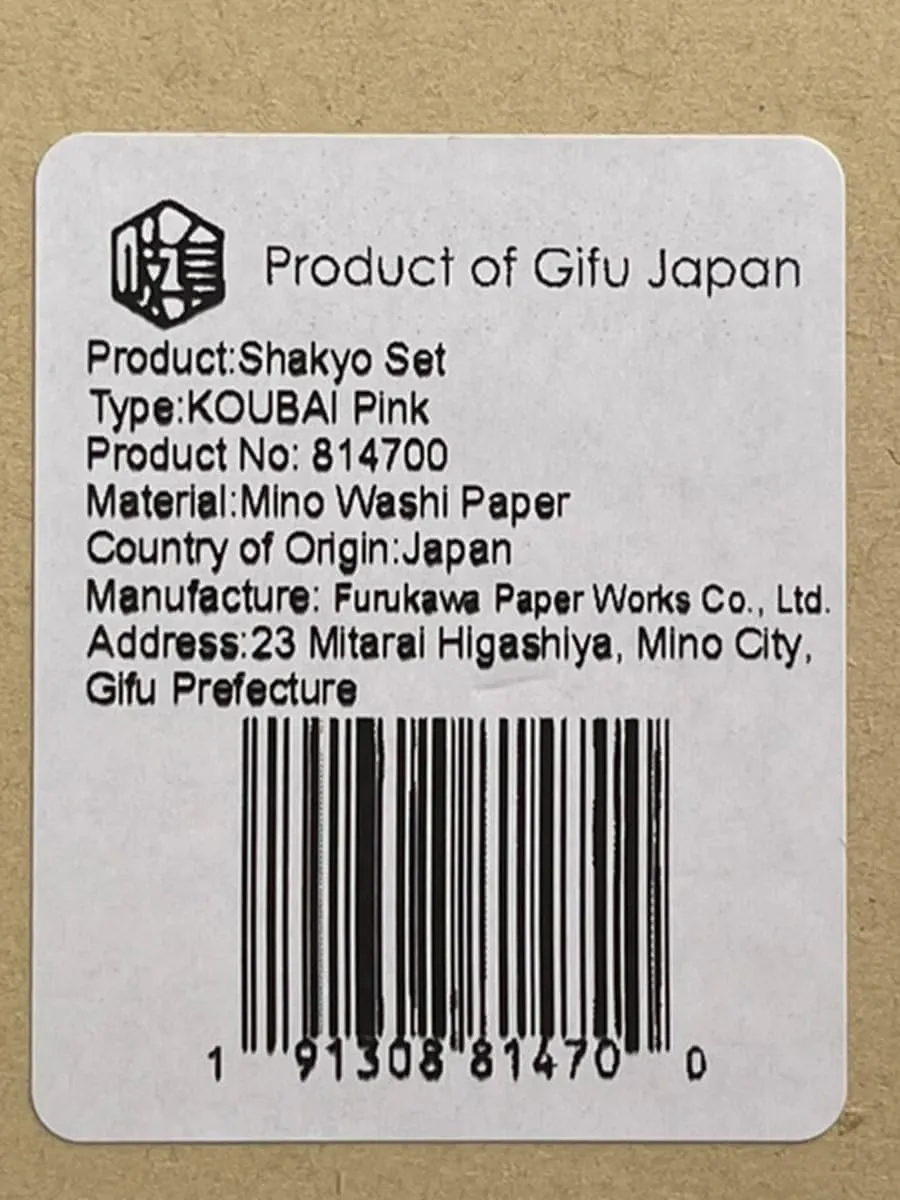 Product of Gifu Japan
Product:Shakyo Set
Type:KOUBAI Pink
Product No: 814700
Material:Mino Washi Paper
Country of Origin:Japan
Manufacture: Furukawa Paper Works Co., Ltd.
Address:23 Mitarai Higashiya, Mino City,
Gifu Prefecture
1 91308 81470 0